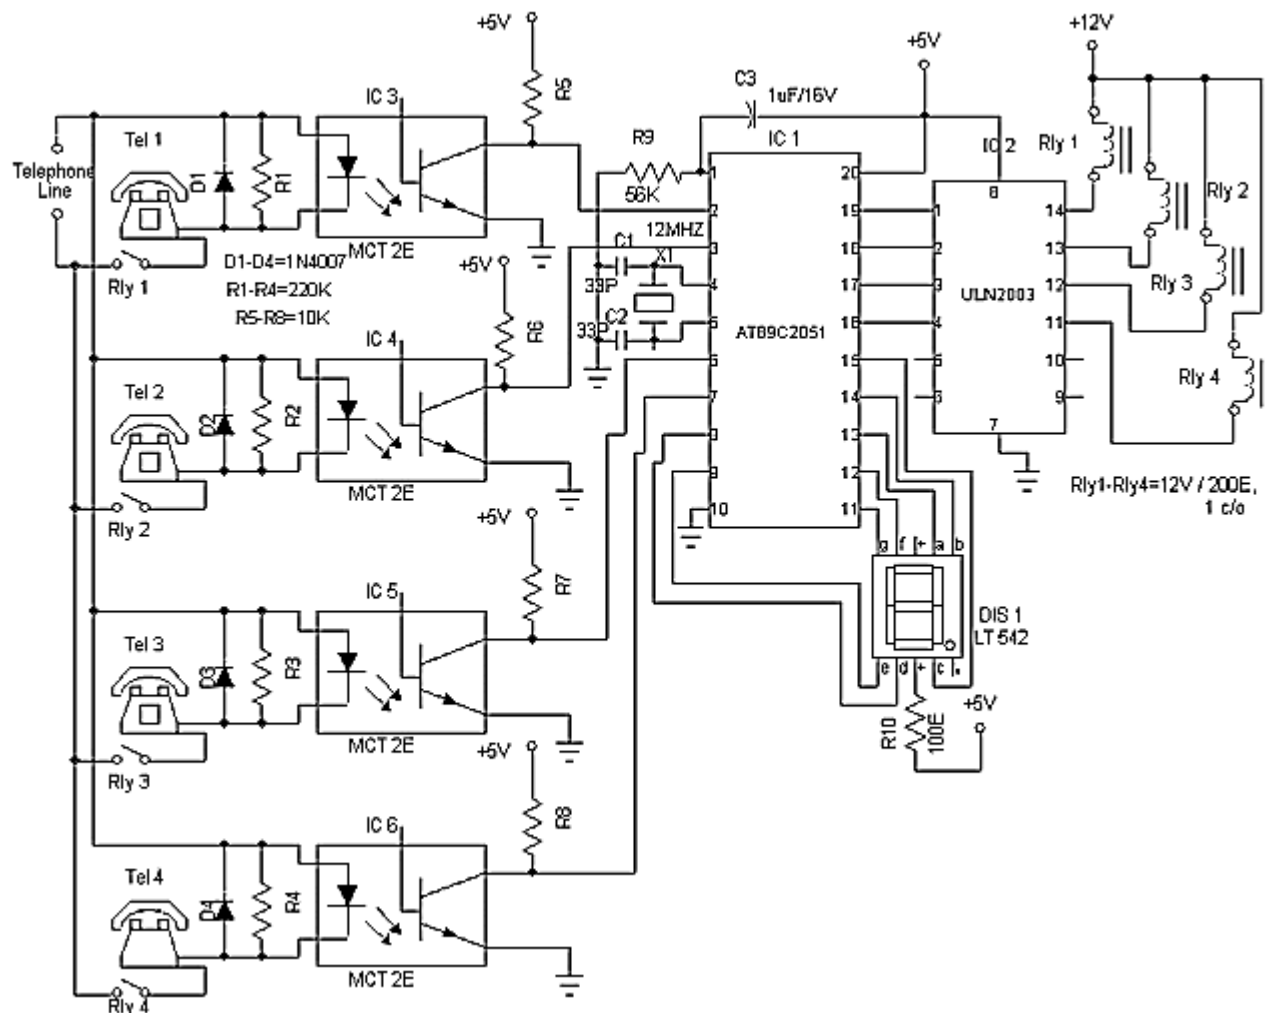 +5V
+12V
+5V
C3
1uF/16V
R5
IC 3
Tel 1
Telephone
Line
D1
R1
R9
56K
IC 1
IC 2
Rly 1
Rly 2
Rly 3
Rly 4
MCT 2E
12MHZ
Rly 1
D1-D4=1N4007
R1-R4=220K
R5-R8=10K
+5V
C1
33P
X1
C2
33P
R6
1
2
3
4
5
6
7
8
9
10
20
19
18
17
16
15
14
13
12
11
AT89C2051
8
1
2
3
4
5
6
7
14
13
12
11
10
9
ULN2003
IC 4
Tel 2
D2
R2
MCT 2E
Rly 2
+5V
Rly1-Rly4=12V / 200E,
1 c/o
g f + a b
IC 5
R7
Tel 3
D3
R3
DIS 1
LT 542
e d + c .
MCT 2E
+5V
Rly 3
R10
100E
+5V
IC 6
R8
Tel 4
D4
R4
MCT 2E
Rly 4